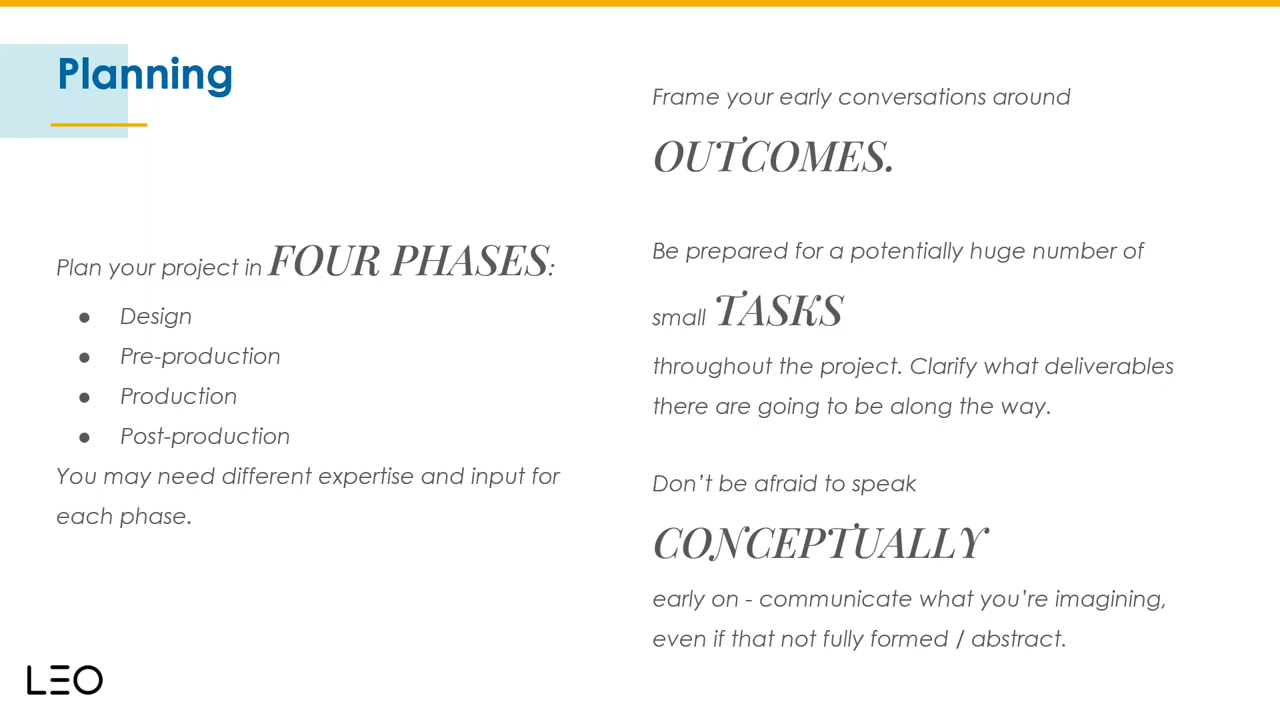 Planning
Plan your project in FOUR PHASES:
● Design
● Pre-production
● Production
● Post-production
You may need different expertise and input for
each phase.
Frame your early conversations around
OUTCOMES.
Be prepared for a potentially huge number of
small TASKS
throughout the project. Clarify what deliverables
there are going to be along the way.
Don't be afraid to speak
CONCEPTUALLY
early on - communicate what you're imagining,
even if that not fully formed / abstract.
LEO